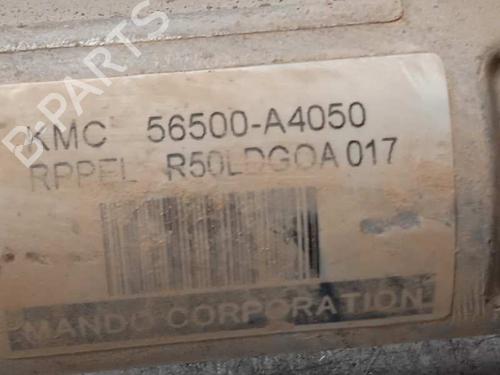 B-PARTS
KMC 56500-A4050
RPPEL R50LDGOA 017
MANDO CORPORATION